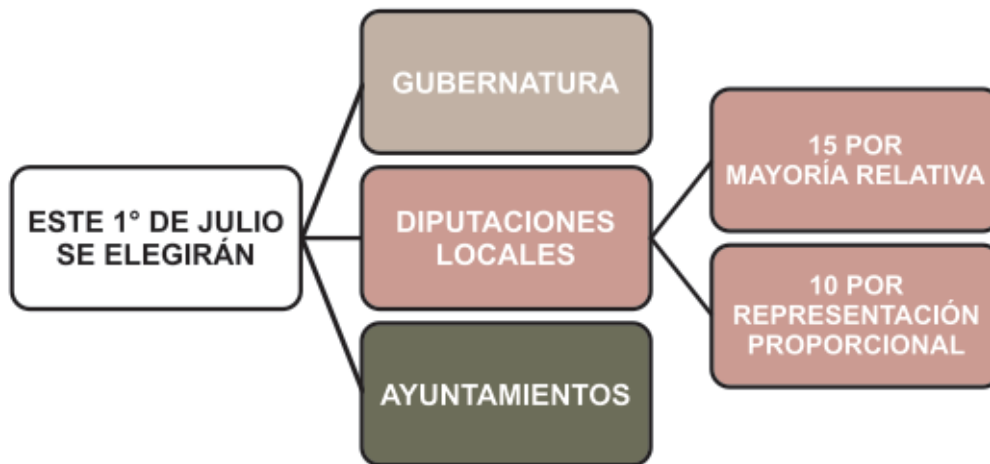 ESTE 1° DE JULIO
SE ELEGIRÁN
GUBERNATURA
DIPUTACIONES
LOCALES
AYUNTAMIENTOS
15 POR
MAYORÍA RELATIVA
10 POR
REPRESENTACIÓN
PROPORCIONAL